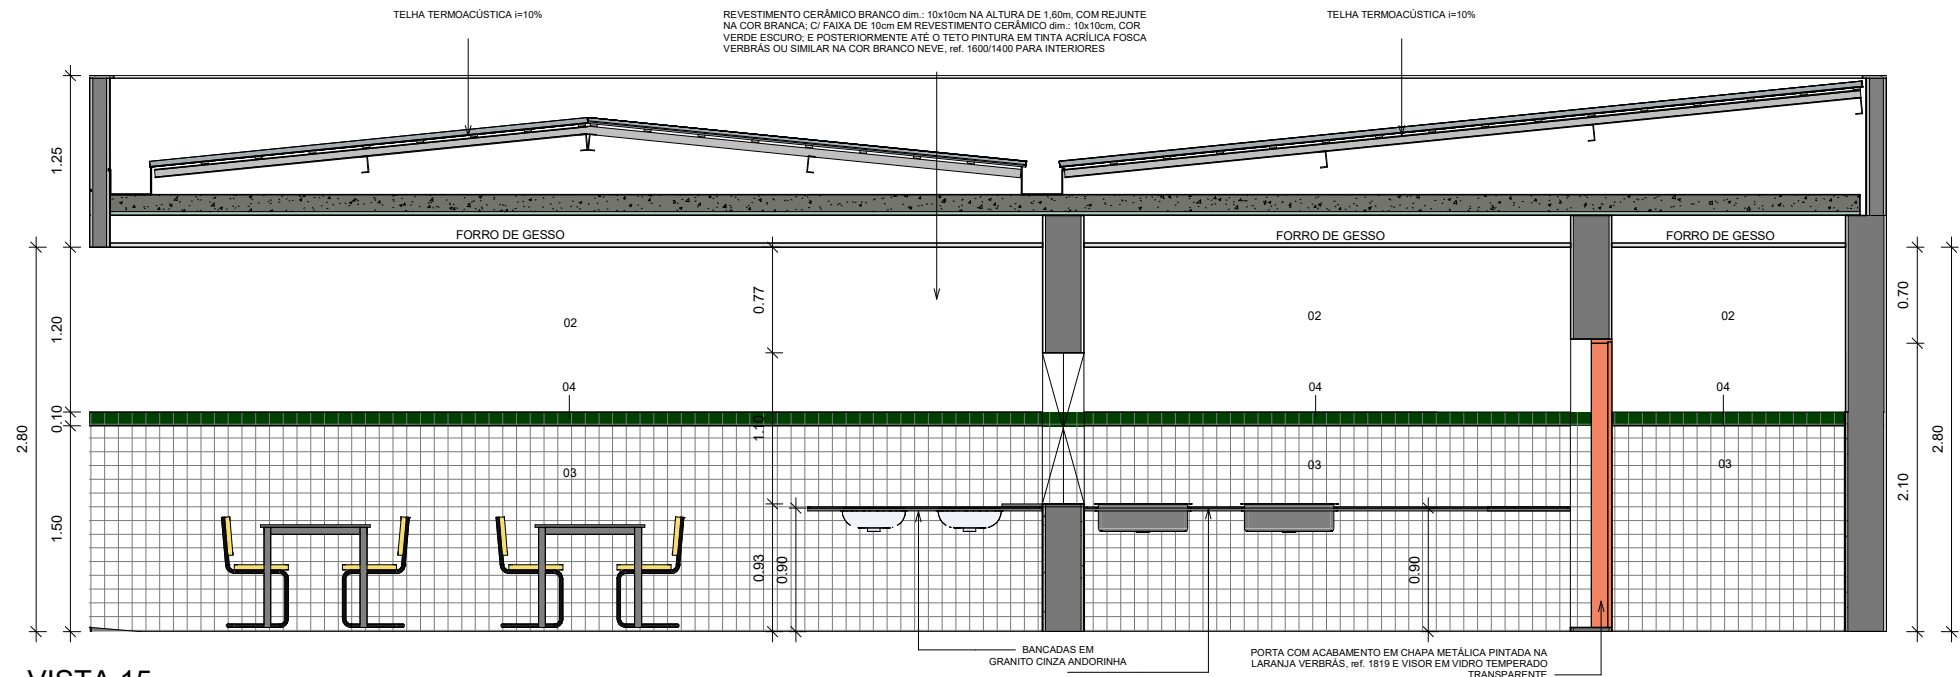 TELHA TERMOACÚSTICA i=10%
REVESTIMENTO CERÂMICO BRANCO dim.: 10x10cm NA ALTURA DE 1,60m, COM REJUNTE
NA COR BRANCA; C/ FAIXA DE 10cm EM REVESTIMENTO CERÂMICO dim.: 10x10cm, COR
VERDE ESCURO; E POSTERIORMENTE ATÉ O TETO PINTURA EM TINTA ACRÍLICA FOSCA
VERBRÁS OU SIMILAR NA COR BRANCO NEVE, ref. 1600/1400 PARA INTERIORES
TELHA TERMOACÚSTICA i=10%
1.25
FORRO DE GESSO
FORRO DE GESSO
FORRO DE GESSO
0.77
0.70
1.20
02
02
02
04
04
04
0.10
1.10
2.80
2.80
03
03
03
2.10
1.50
0.93
0.90
0.90
BANCADAS EM
GRANITO CINZA ANDORINHA
PORTA COM ACABAMENTO EM CHAPA METÁLICA PINTADA NA
LARANJA VERBRÁS, ref. 1819 E VISOR EM VIDRO TEMPERADO
TRANSPARENTE
VISTA 15